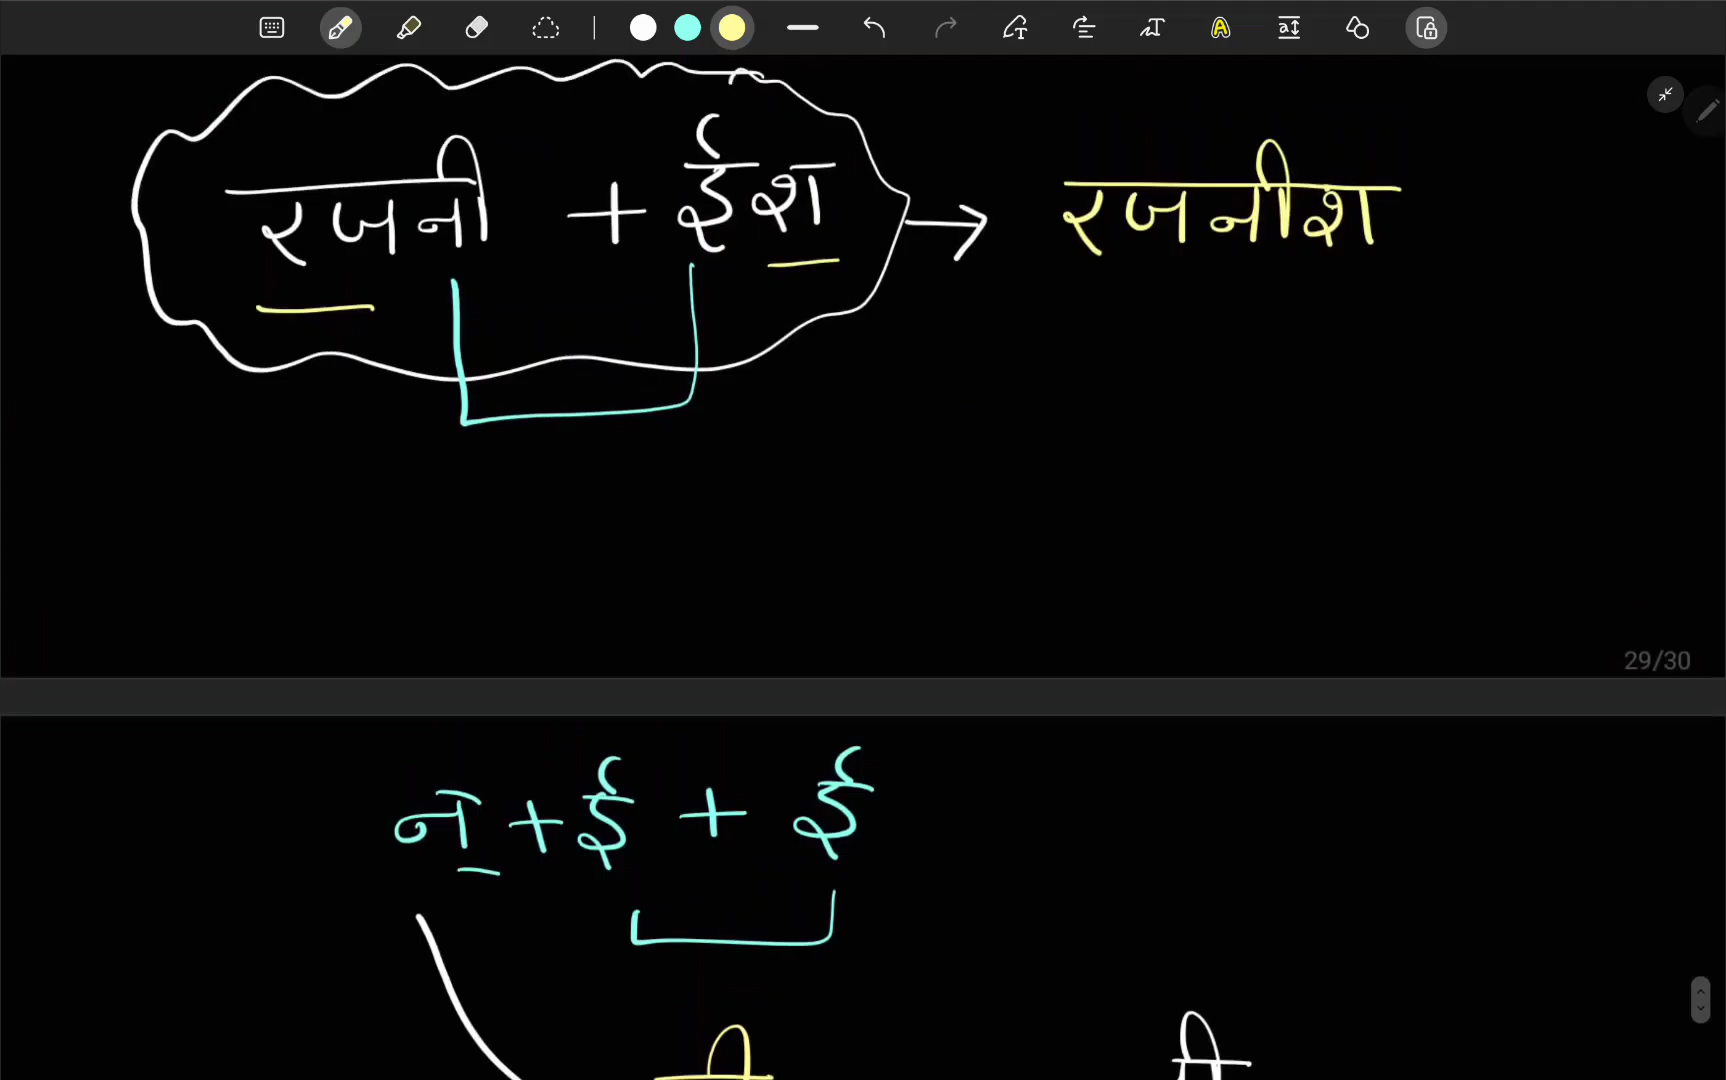 रजनी + ईश → रजनीश
29/30
न + ई + ई